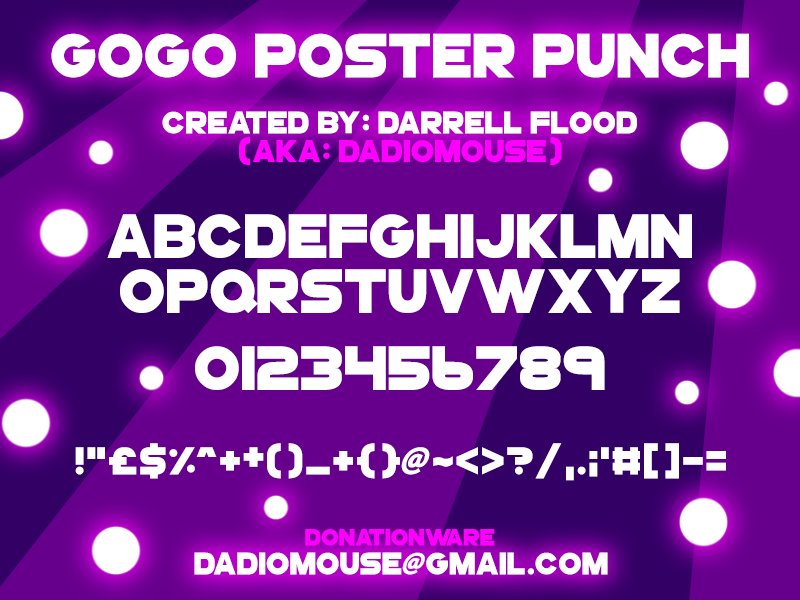 GOGO POSTER PUNCH
CREATED BY: DARRELL FLOOD
(AKA: DADIOMOUSE)
ABCDEFGHIJKLMN
OPQRSTUVWXYZ
0123456789
!"£$%^++()_+{}@~<>?/,.¡'#[]-=
DONATIONWARE
DADIOMOUSE@GMAIL.COM